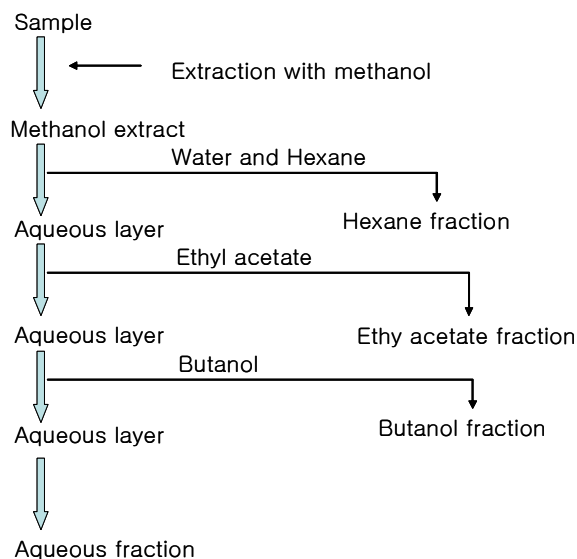 Sample
Extraction with methanol
Methanol extract
Water and Hexane
Hexane fraction
Aqueous layer
Ethyl acetate
Aqueous layer
Ethy acetate fraction
Butanol
Butanol fraction
Aqueous layer
Aqueous fraction